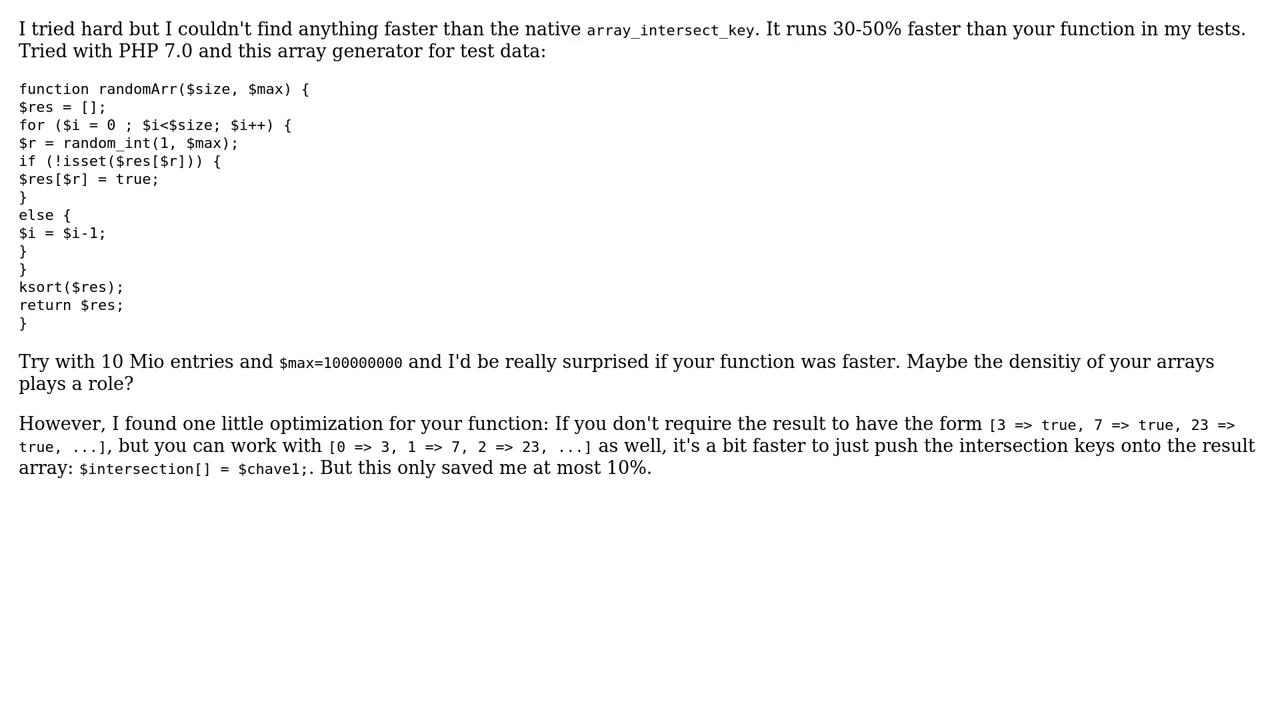 I tried hard but I couldn't find anything faster than the native array_intersect_key. It runs 30-50% faster than your function in my tests.
Tried with PHP 7.0 and this array generator for test data:
function randomArr($size, $max) {
$res = [];
for ($i = 0 ; $i<$size; $i++) {
$r = random_int(1, $max);
if (!isset($res[$r])) {
$res[$r] = true;
}
else {
$i = $i-1;
}
}
ksort($res);
return $res;
}
Try with 10 Mio entries and $max=100000000 and I'd be really surprised if your function was faster. Maybe the densitiy of your arrays
plays a role?
However, I found one little optimization for your function: If you don't require the result to have the form [3 => true, 7 => true, 23 =>
true, ...], but you can work with [0 => 3, 1 => 7, 2 => 23, ...] as well, it's a bit faster to just push the intersection keys onto the result
array: $intersection[] = $chave1;. But this only saved me at most 10%.